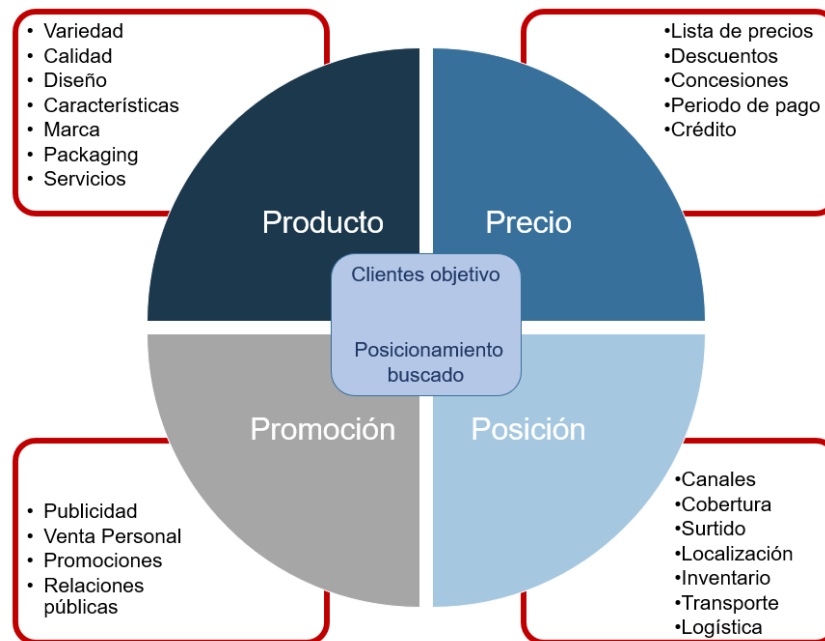 • Variedad
• Calidad
• Diseño
• Características
• Marca
• Packaging
• Servicios
•Lista de precios
•Descuentos
•Concesiones
•Periodo de pago
•Crédito
Producto
Precio
Clientes objetivo
Posicionamiento
buscado
Promoción
Posición
• Publicidad
• Venta Personal
• Promociones
• Relaciones
públicas
•Canales
•Cobertura
•Surtido
•Localización
•Inventario
•Transporte
•Logística